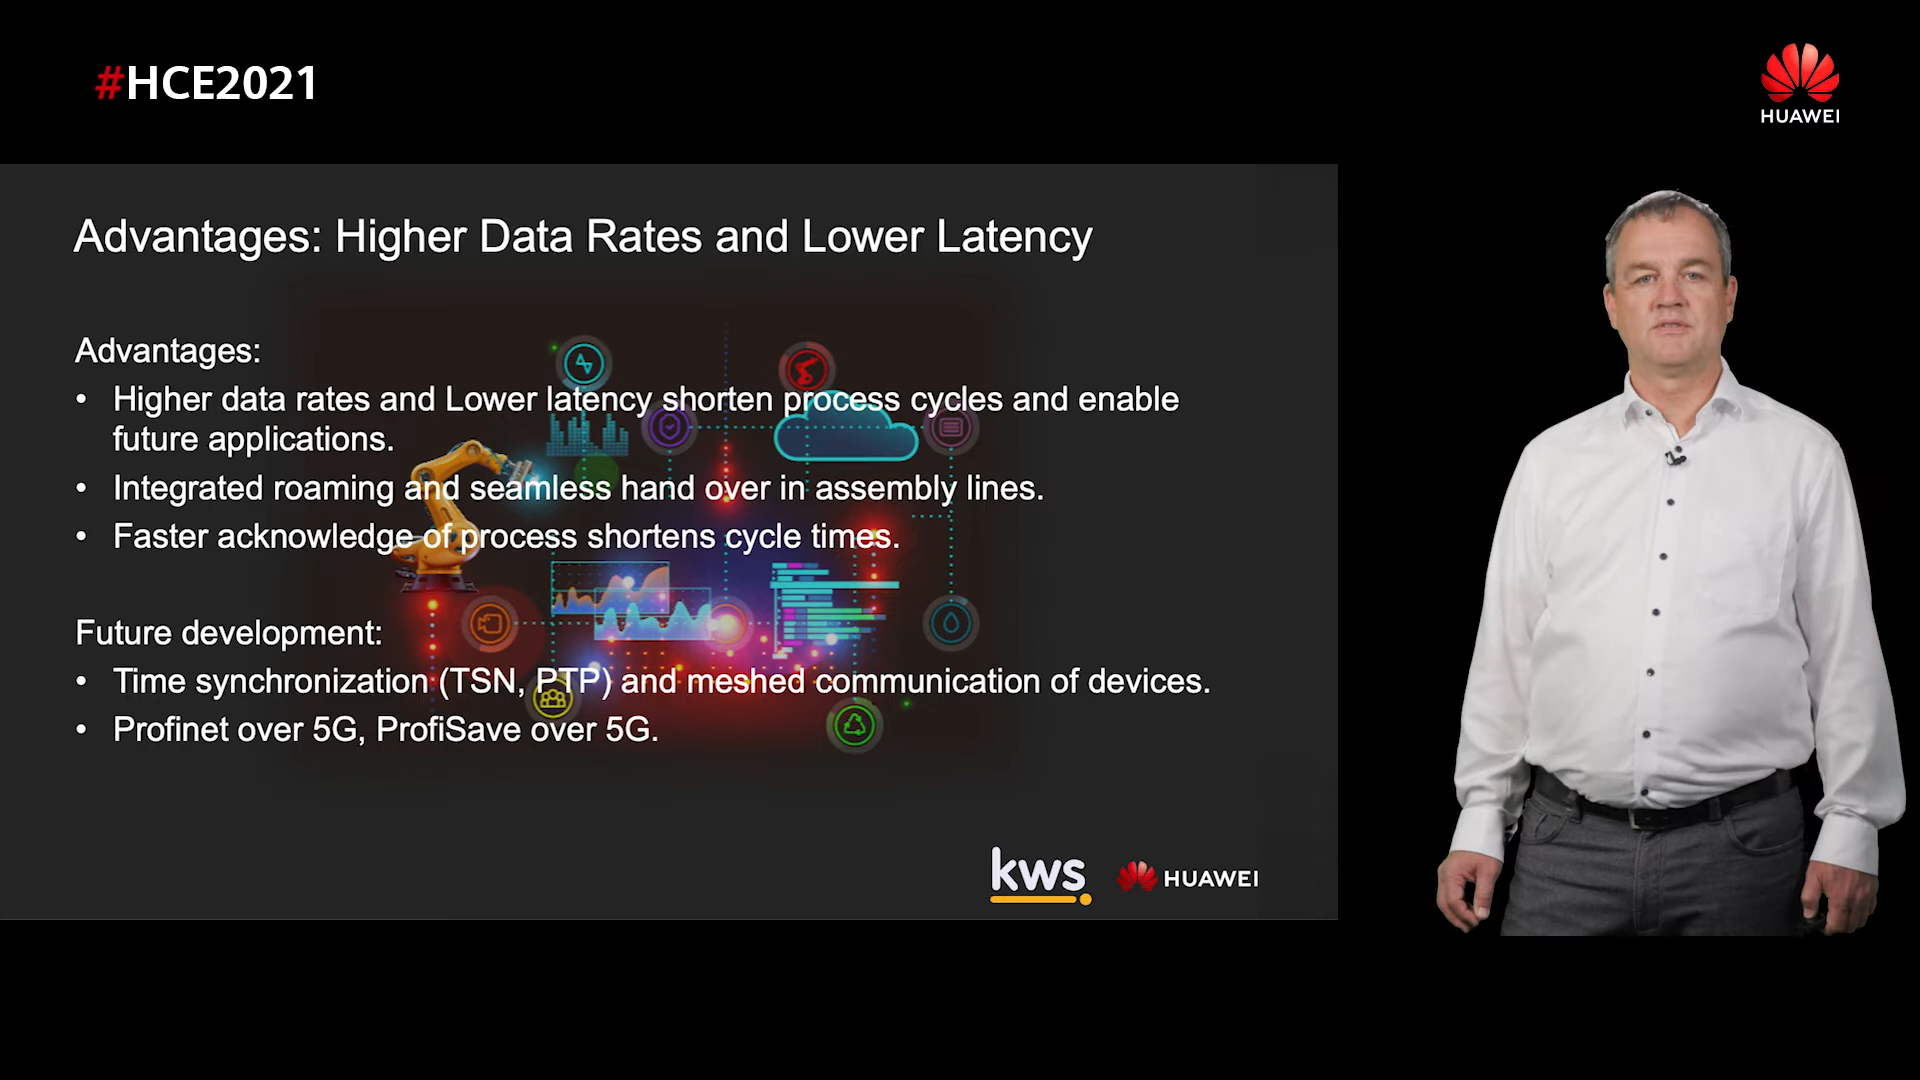 #HCE2021
HUAWEI
Advantages: Higher Data Rates and Lower Latency
Advantages:
• Higher data rates and Lower latency shorten process cycles and enable
future applications.
• Integrated roaming and seamless hand over in assembly lines.
• Faster acknowledge of process shortens cycle times.
Future development:
• Time synchronization (TSN, PTP) and meshed communication of devices.
• Profinet over 5G, ProfiSave over 5G.
kws HUAWEI